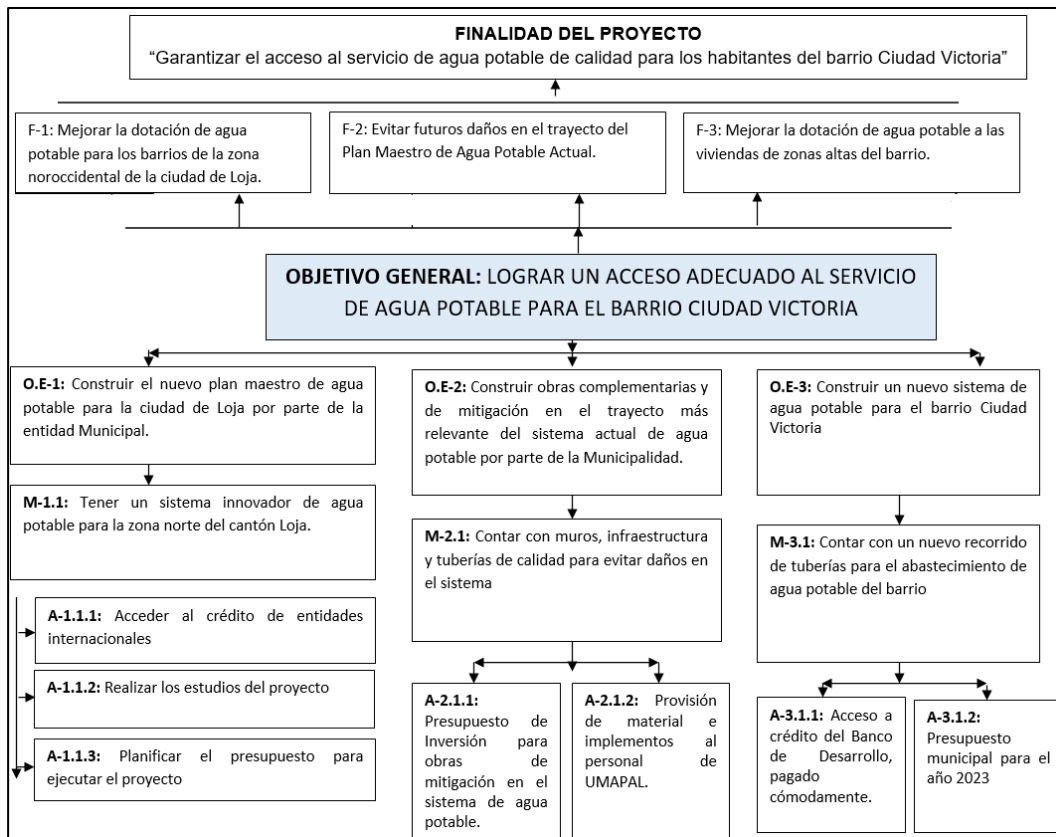 FINALIDAD DEL PROYECTO
“Garantizar el acceso al servicio de agua potable de calidad para los habitantes del barrio Ciudad Victoria”
F-1: Mejorar la dotación de agua
potable para los barrios de la zona
noroccidental de la ciudad de Loja.
F-2: Evitar futuros daños en el trayecto del
Plan Maestro de Agua Potable Actual.
F-3: Mejorar la dotación de agua potable a las
viviendas de zonas altas del barrio.
OBJETIVO GENERAL: LOGRAR UN ACCESO ADECUADO AL SERVICIO
DE AGUA POTABLE PARA EL BARRIO CIUDAD VICTORIA
O.E-1: Construir el nuevo plan maestro de agua
potable para la ciudad de Loja por parte de la
entidad Municipal.
M-1.1: Tener un sistema innovador de agua
potable para la zona norte del cantón Loja.
A-1.1.1: Acceder al crédito de entidades
internacionales
A-1.1.2: Realizar los estudios del proyecto
A-1.1.3: Planificar el presupuesto para
ejecutar el proyecto
O.E-2: Construir obras complementarias y
de mitigación en el trayecto más
relevante del sistema actual de agua
potable por parte de la Municipalidad.
M-2.1: Contar con muros, infraestructura
y tuberías de calidad para evitar daños en
el sistema
A-2.1.1:
Presupuesto de
Inversión para
obras de
mitigación en el
sistema de agua
potable.
A-2.1.2: Provisión
de material e
implementos al
personal de
UMAPAL.
O.E-3: Construir un nuevo sistema de
agua potable para el barrio Ciudad
Victoria
M-3.1: Contar con un nuevo recorrido
de tuberías para el abastecimiento de
agua potable del barrio
A-3.1.1: Acceso a
crédito del Banco
de Desarrollo,
pagado
cómodamente.
A-3.1.2:
Presupuesto
municipal para el
año 2023